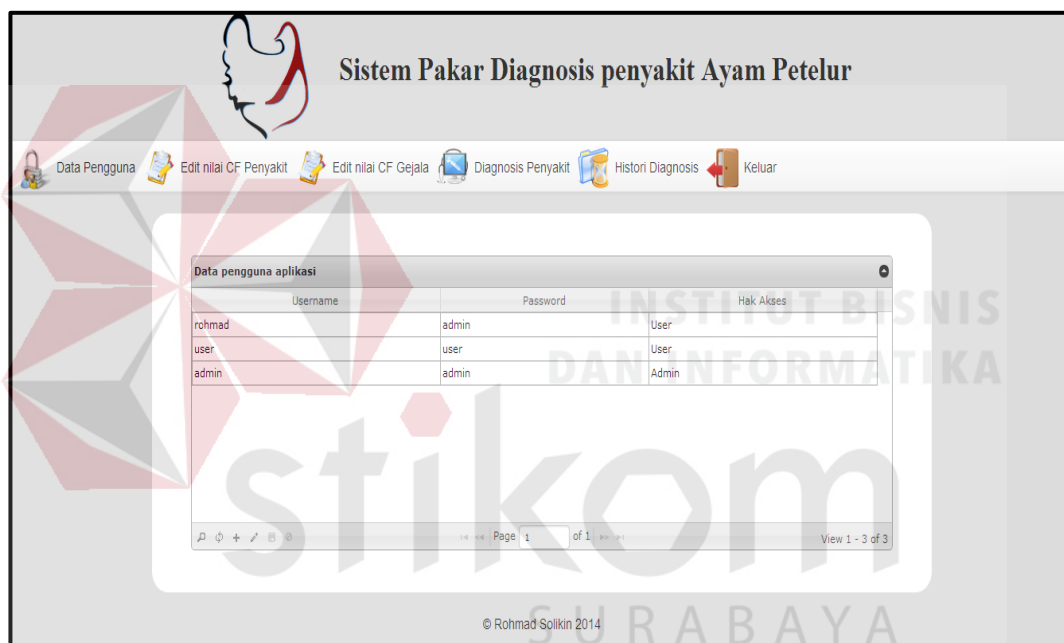 Sistem Pakar Diagnosis penyakit Ayam Petelur
Data Pengguna Edit nilai CF Penyakit Edit nilai CF Gejala Diagnosis Penyakit Histori Diagnosis Keluar
Data pengguna aplikasi
Username Password Hak Akses
rohmad admin User
user user User
admin admin Admin
Page 1 of 1 View 1 - 3 of 3
© Rohmad Solikin 2014
INSTITUT BISNIS
DAN INFORMATIKA
stikom
SURABAYA